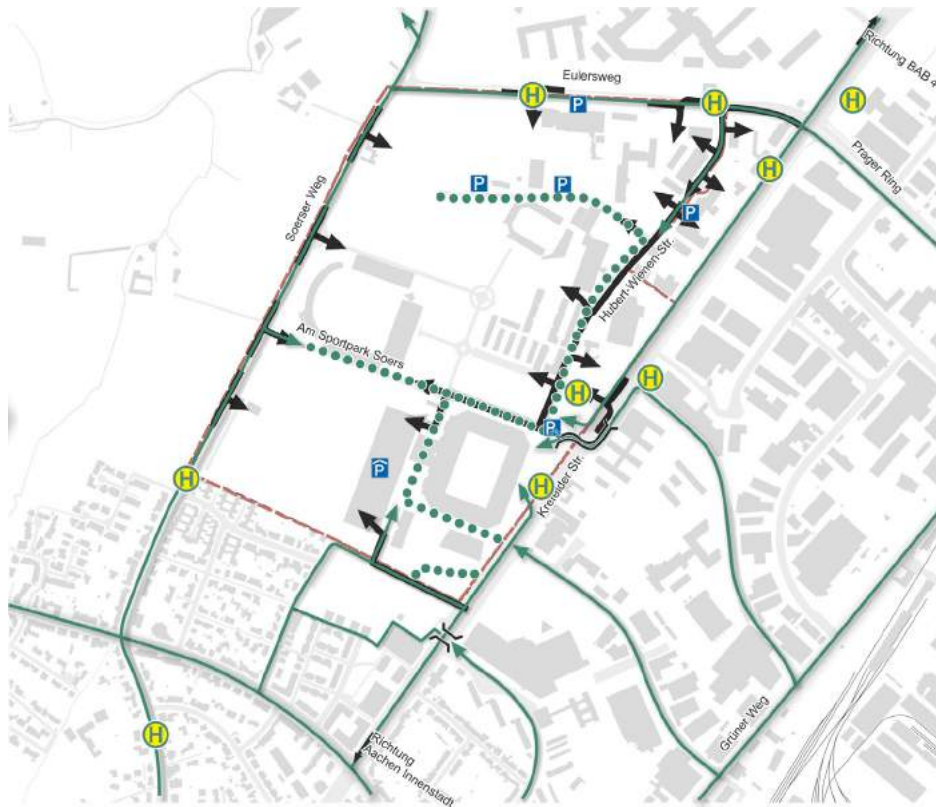 Richtung BAB 4
Eulersweg
H
P
H
H
Prager Ring
H
P
P
P
Soerser Weg
Hubert-Wienen-Str.
Am Sportpark Soers
H
H
P
P
H
H
Krefelder Str.
Grüner Weg
H
Richtung
Aachen Innenstadt